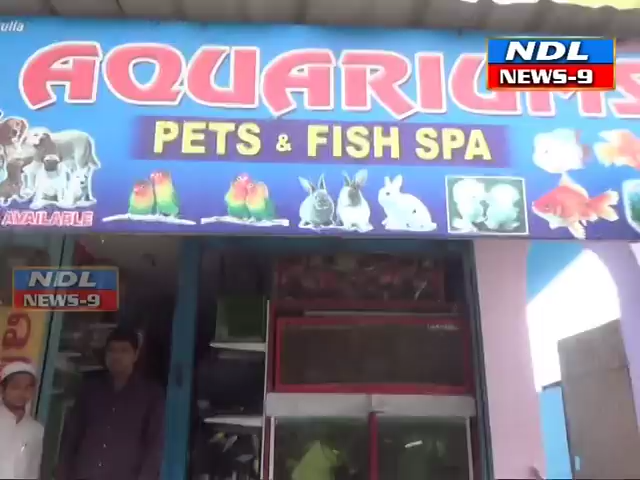 AQUARIUMS
NDL
NEWS-9
PETS & FISH SPA
AVAILABLE
NDL
NEWS-9